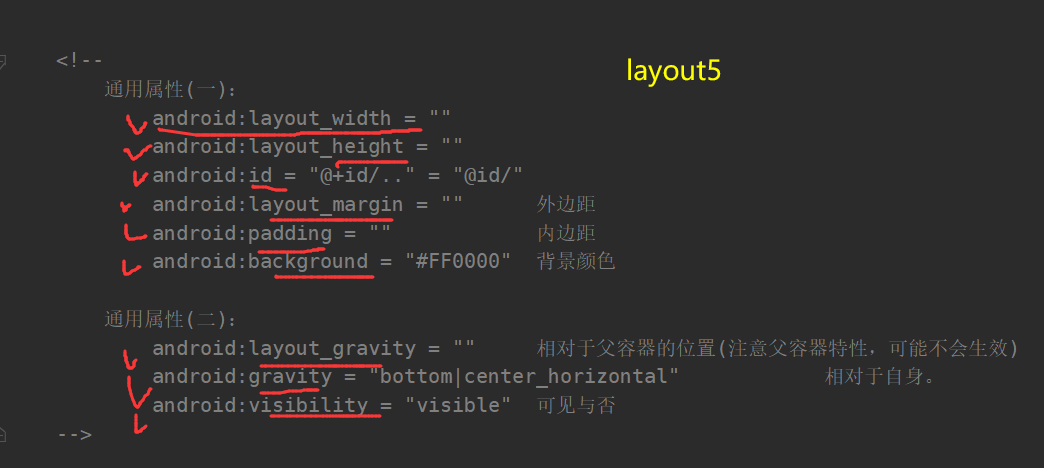 <!--
layout5
通用属性(一):
android:layout_width = ""
android:layout_height = ""
android:id = "@+id/.." = "@id/"
android:layout_margin = "" 外边距
android:padding = "" 内边距
android:background = "#FF0000" 背景颜色
通用属性(二):
android:layout_gravity = "" 相对于父容器的位置(注意父容器特性，可能不会生效)
android:gravity = "bottom|center_horizontal" 相对于自身。
android:visibility = "visible" 可见与否
-->